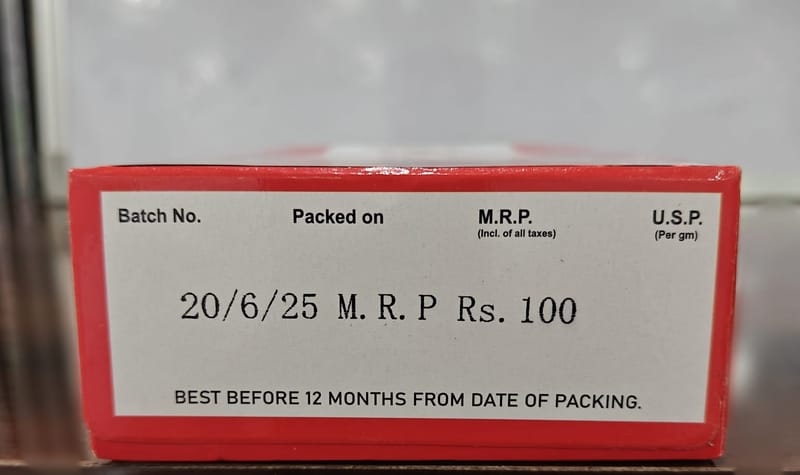 Batch No. Packed on M.R.P. U.S.P.
(Incl. of all taxes) (Per gm)
20/6/25 M.R.P Rs. 100
BEST BEFORE 12 MONTHS FROM DATE OF PACKING.